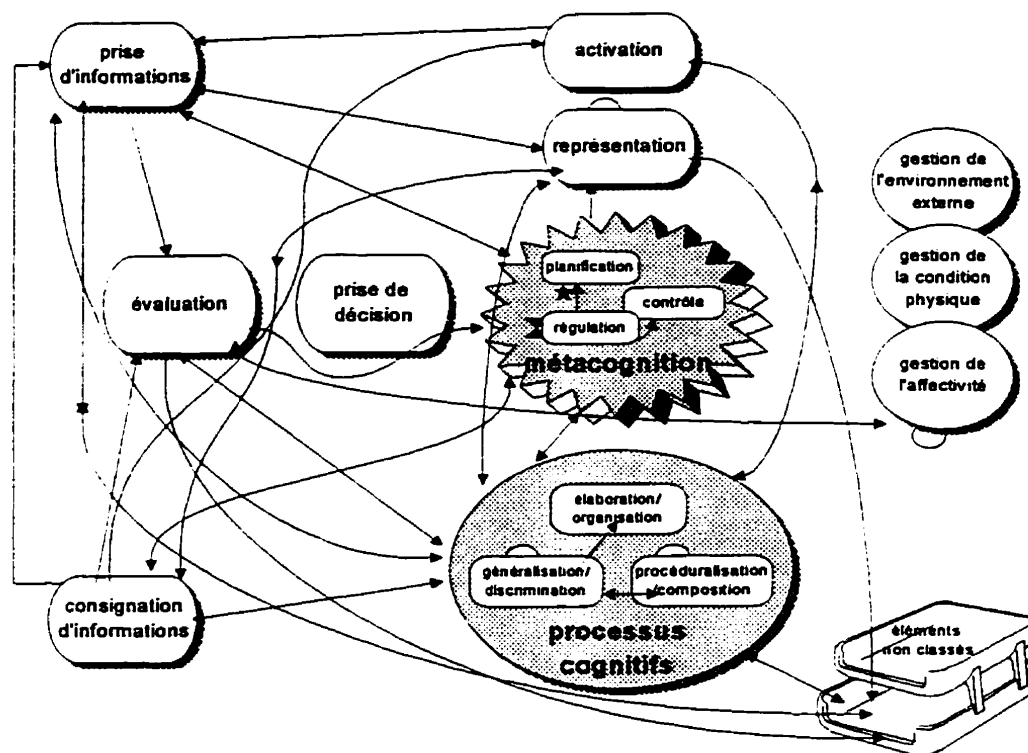 prise
d'informations
activation
représentation
gestion de
l'environnement
externe
gestion de
la condition
physique
gestion de
l'affectivité
évaluation
prise de
décision
planification
contrôle
régulation
métacognition
élaboration/
organisation
généralisation/
discrimination
procéduralisation
/composition
processus
cognitifs
consignation
d'informations
éléments
non classés